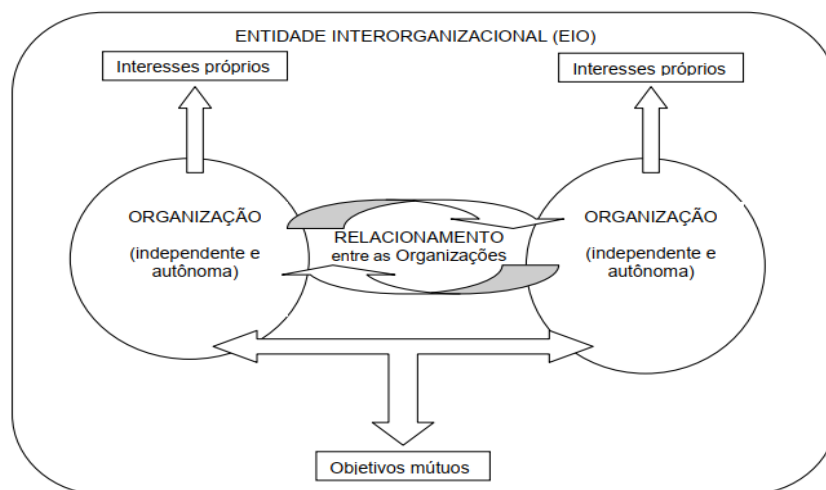 ENTIDADE INTERORGANIZACIONAL (EIO)
Interesses próprios
Interesses próprios
ORGANIZAÇÃO
(independente e
autônoma)
RELACIONAMENTO
entre as Organizações
ORGANIZAÇÃO
(independente e
autônoma)
Objetivos mútuos